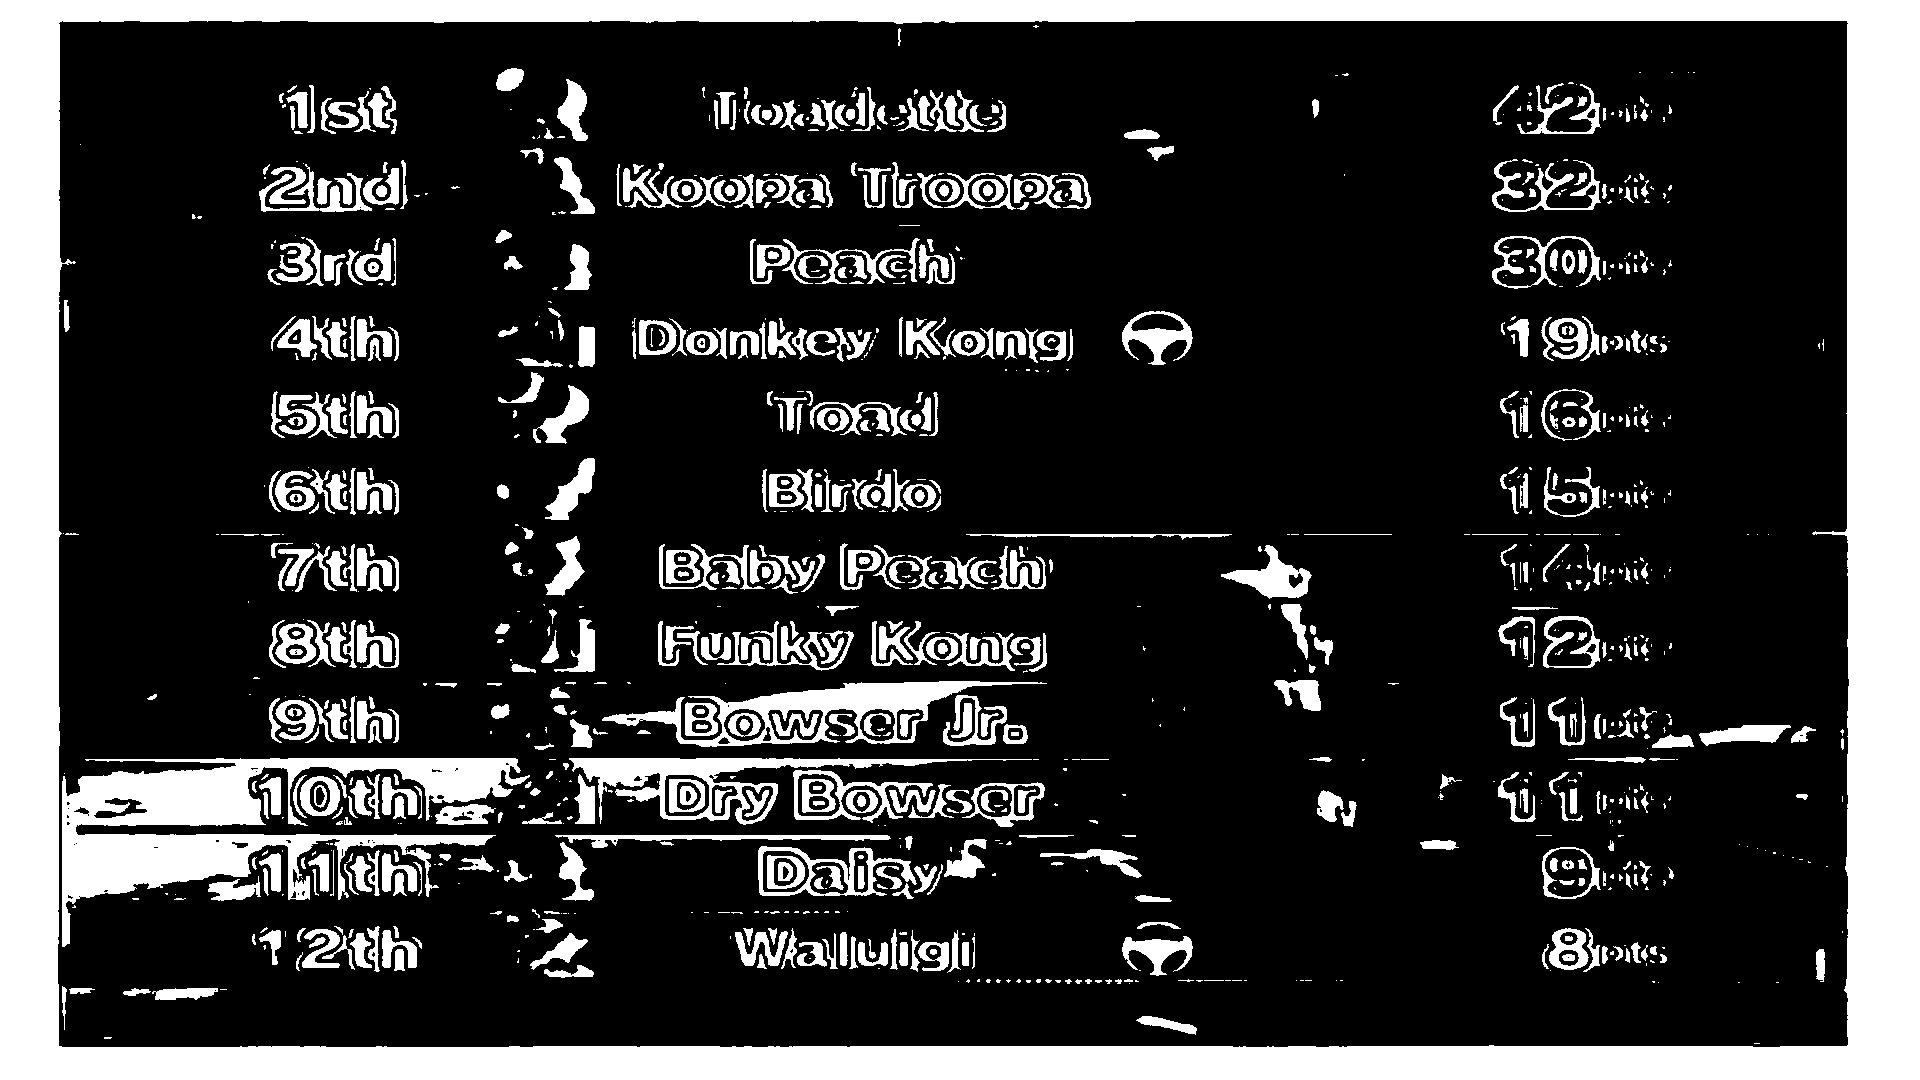 1st Toadette 42pts
2nd Koopa Troopa 32pts
3rd Peach 30pts
4th Donkey Kong 19pts
5th Toad 16pts
6th Birdo 15pts
7th Baby Peach 14pts
8th Funky Kong 12pts
9th Bowser Jr. 11pts
10th Dry Bowser 11pts
11th Daisy 9pts
12th Waluigi 8pts